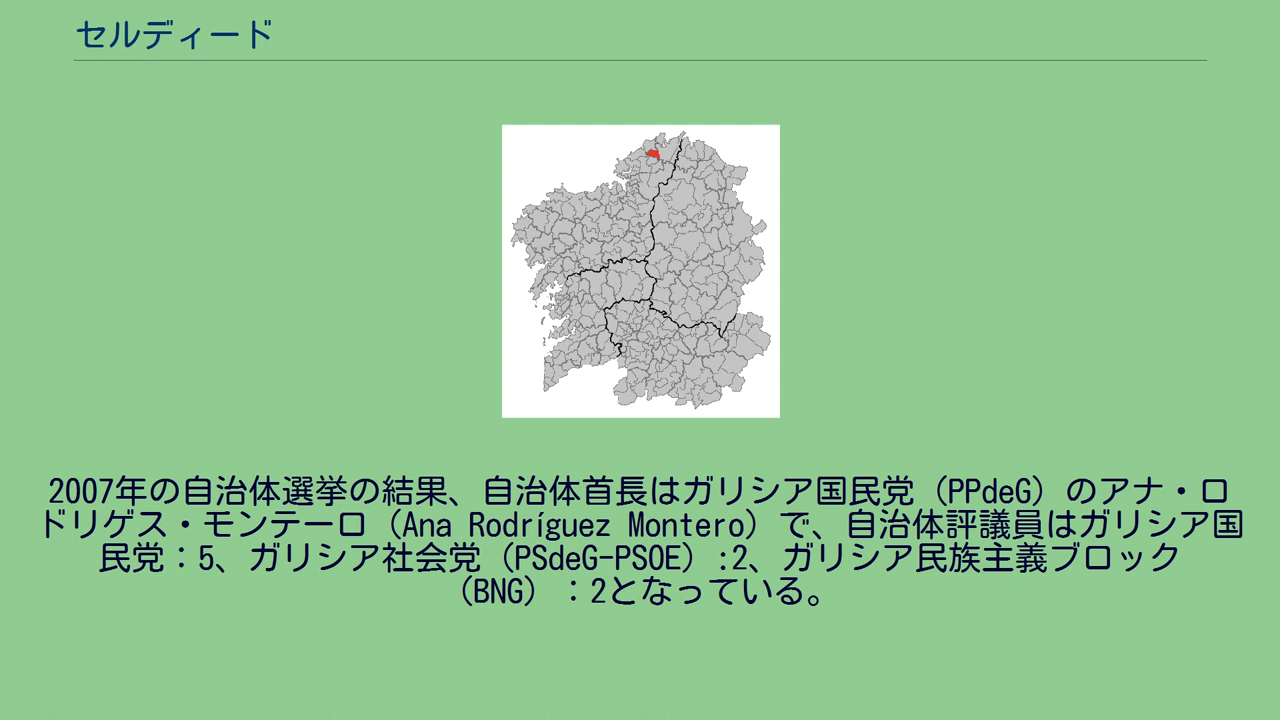 セルディード
2007年の自治体選挙の結果、自治体首長はガリシア国民党（PPdeG）のアナ・ロ
ドリゲス・モンテーロ（Ana Rodríguez Montero）で、自治体評議員はガリシア国
民党：5、ガリシア社会党（PSdeG-PSOE）:2、ガリシア民族主義ブロック
（BNG）：2となっている。